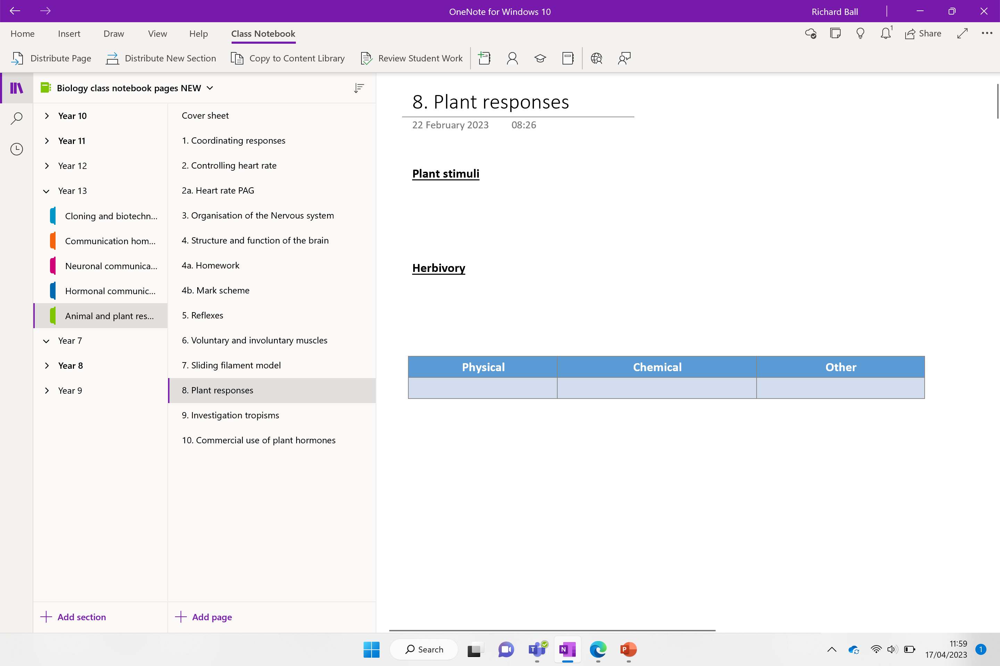 OneNote for Windows 10
Richard Ball
Home Insert Draw View Help Class Notebook
1 Share
Distribute Page Distribute New Section Copy to Content Library Review Student Work
Biology class notebook pages NEW
Year 10
Year 11
Year 12
Year 13
Cloning and biotechn...
Communication hom...
Neuronal communica...
Hormonal communic...
Animal and plant res...
Year 7
Year 8
Year 9
Add section
Cover sheet
1. Coordinating responses
2. Controlling heart rate
2a. Heart rate PAG
3. Organisation of the Nervous system
4. Structure and function of the brain
4a. Homework
4b. Mark scheme
5. Reflexes
6. Voluntary and involuntary muscles
7. Sliding filament model
8. Plant responses
9. Investigation tropisms
10. Commercial use of plant hormones
Add page
8. Plant responses
22 February 2023 08:26
Plant stimuli
Herbivory
Physical Chemical Other
Search
T
N
P
11:59
17/04/2023
1